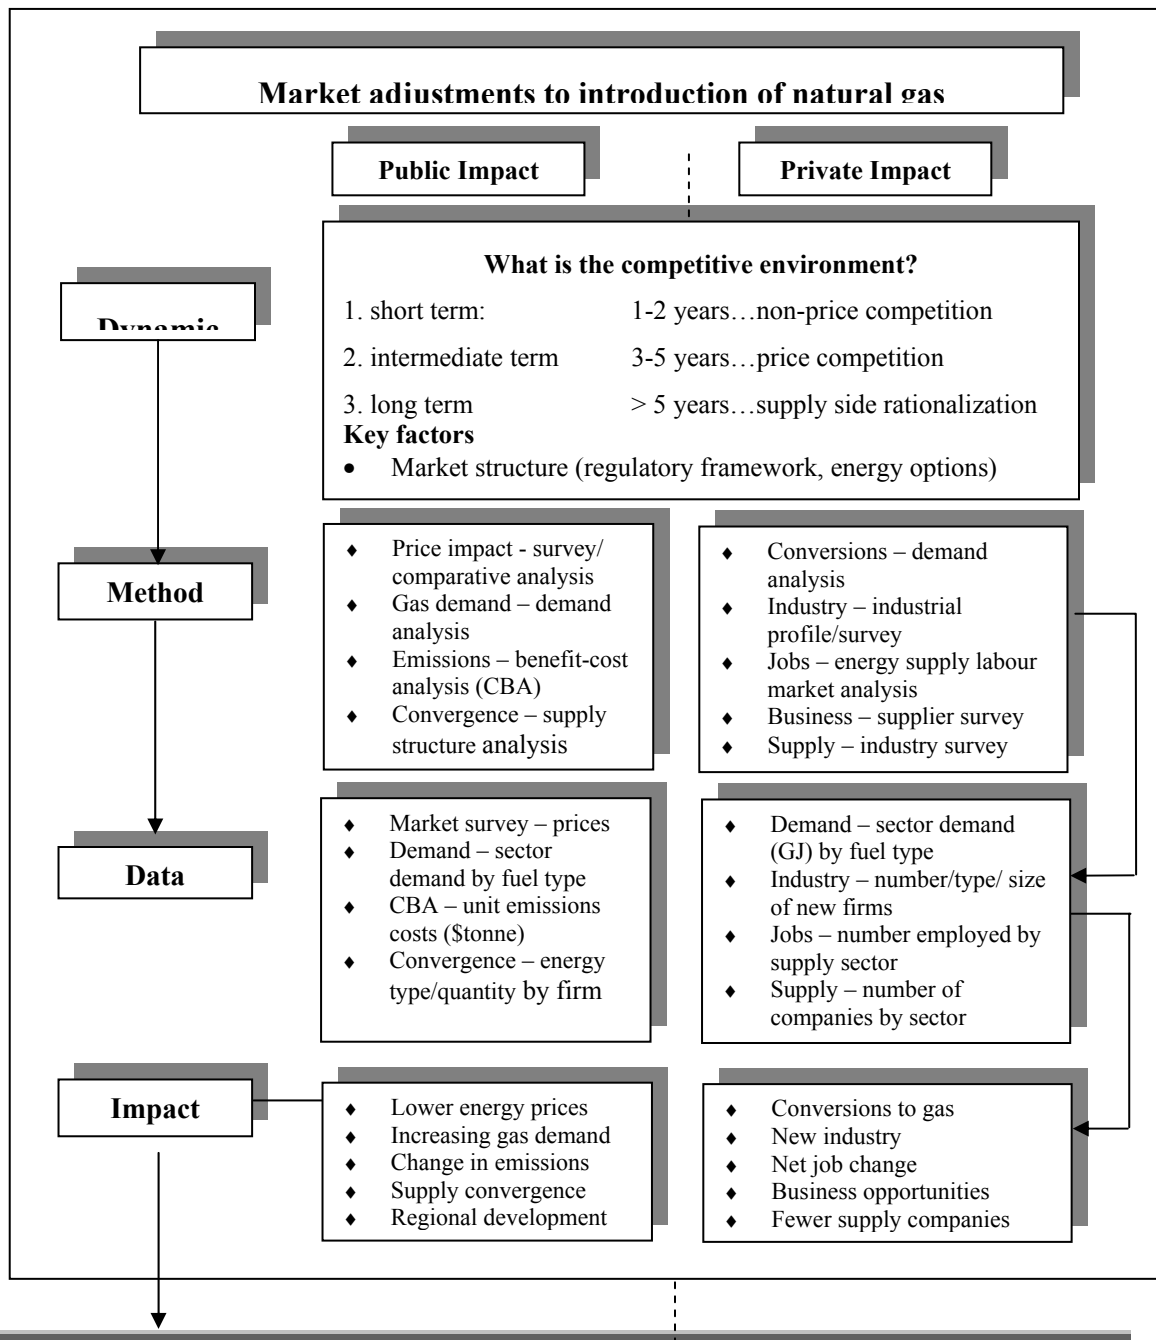 Market adjustments to introduction of natural gas
Public Impact
Private Impact
What is the competitive environment?
1. short term: 1-2 years…non-price competition
2. intermediate term 3-5 years…price competition
3. long term > 5 years…supply side rationalization
Key factors
• Market structure (regulatory framework, energy options)
Dynamic
Method
♦ Price impact - survey/
comparative analysis
♦ Gas demand – demand
analysis
♦ Emissions – benefit-cost
analysis (CBA)
♦ Convergence – supply
structure analysis
♦ Conversions – demand
analysis
♦ Industry – industrial
profile/survey
♦ Jobs – energy supply labour
market analysis
♦ Business – supplier survey
♦ Supply – industry survey
Data
♦ Market survey – prices
♦ Demand – sector
demand by fuel type
♦ CBA – unit emissions
costs ($tonne)
♦ Convergence – energy
type/quantity by firm
♦ Demand – sector demand
(GJ) by fuel type
♦ Industry – number/type/ size
of new firms
♦ Jobs – number employed by
supply sector
♦ Supply – number of
companies by sector
Impact
♦ Lower energy prices
♦ Increasing gas demand
♦ Change in emissions
♦ Supply convergence
♦ Regional development
♦ Conversions to gas
♦ New industry
♦ Net job change
♦ Business opportunities
♦ Fewer supply companies